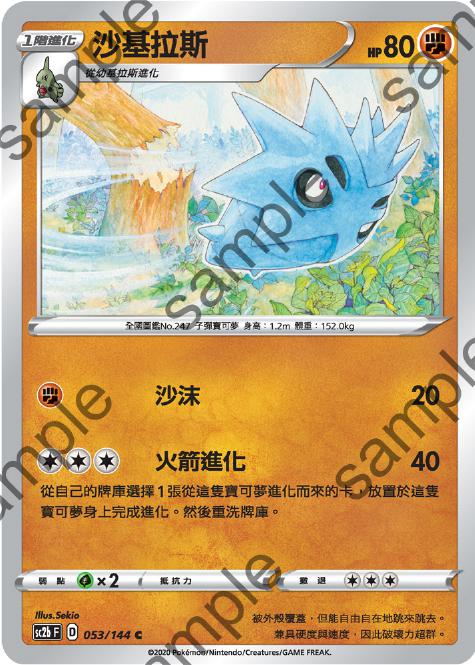 1階進化
沙基拉斯
HP80
從幼基拉斯進化
全國圖鑑No.247 子彈寶可夢 身高：1.2m 體重：152.0kg
沙沫 20
火箭進化 40
從自己的牌庫選擇1張從這隻寶可夢進化而來的卡，放置於這隻
寶可夢身上完成進化。然後重洗牌庫。
弱點 ×2 抵抗力 撤退
Illus.Sekio
sc2b F D 053/144 C
被外殼覆蓋，但能自由自在地跳來跳去。
兼具硬度與速度，因此破壞力超群。
©2020 Pokémon/Nintendo/Creatures/GAME FREAK.
sample
sample
sample
sample
sample
sample